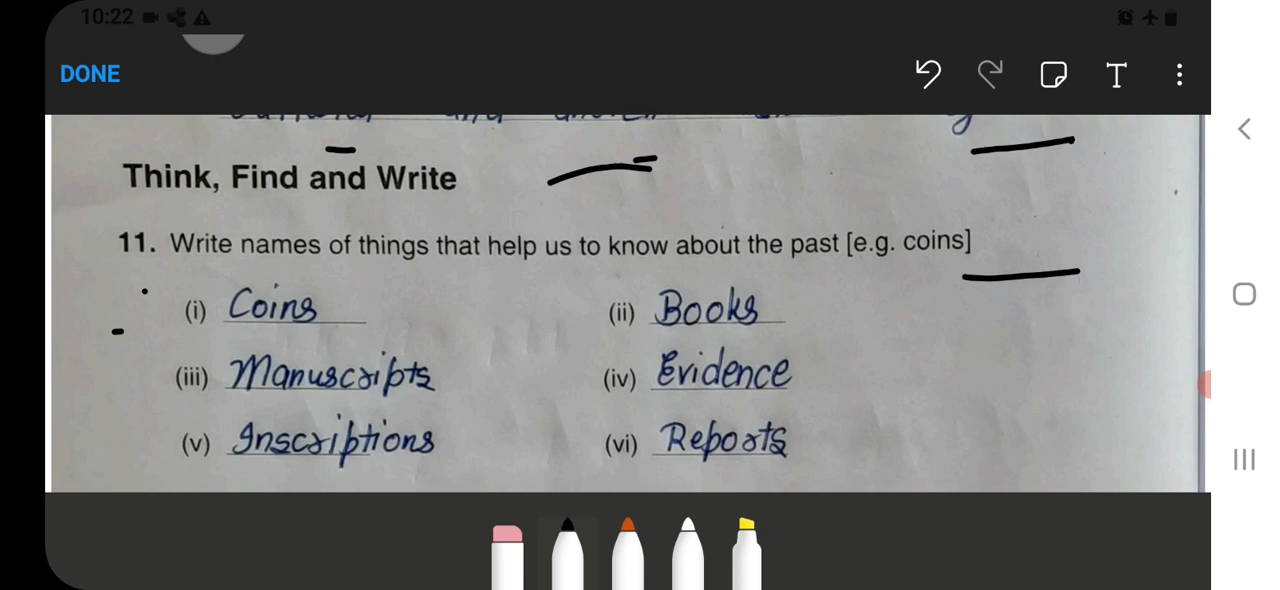 10:22
DONE
T
Think, Find and Write
11. Write names of things that help us to know about the past [e.g. coins]
(i) Coins (ii) Books
(iii) Manuscripts (iv) Evidence
(v) Inscriptions (vi) Reports